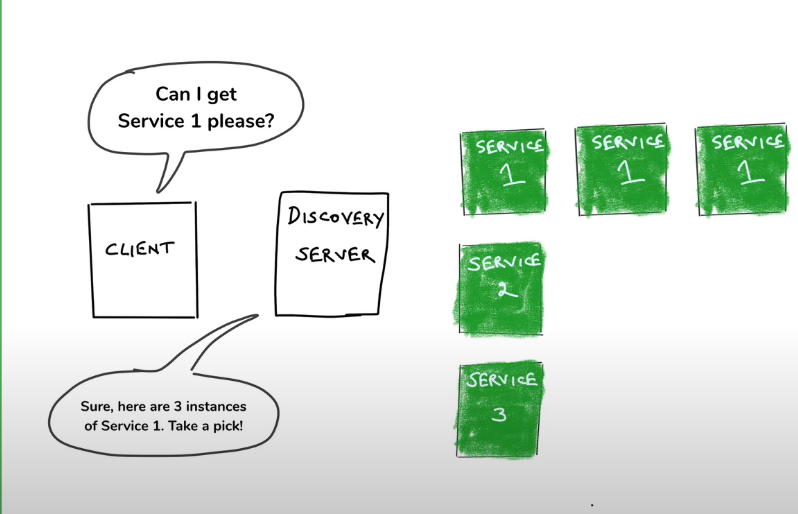 Can I get
Service 1 please?
CLIENT
DISCOVERY
SERVER
Sure, here are 3 instances
of Service 1. Take a pick!
SERVICE
1
SERVICE
1
SERVICE
1
SERVICE
2
SERVICE
3